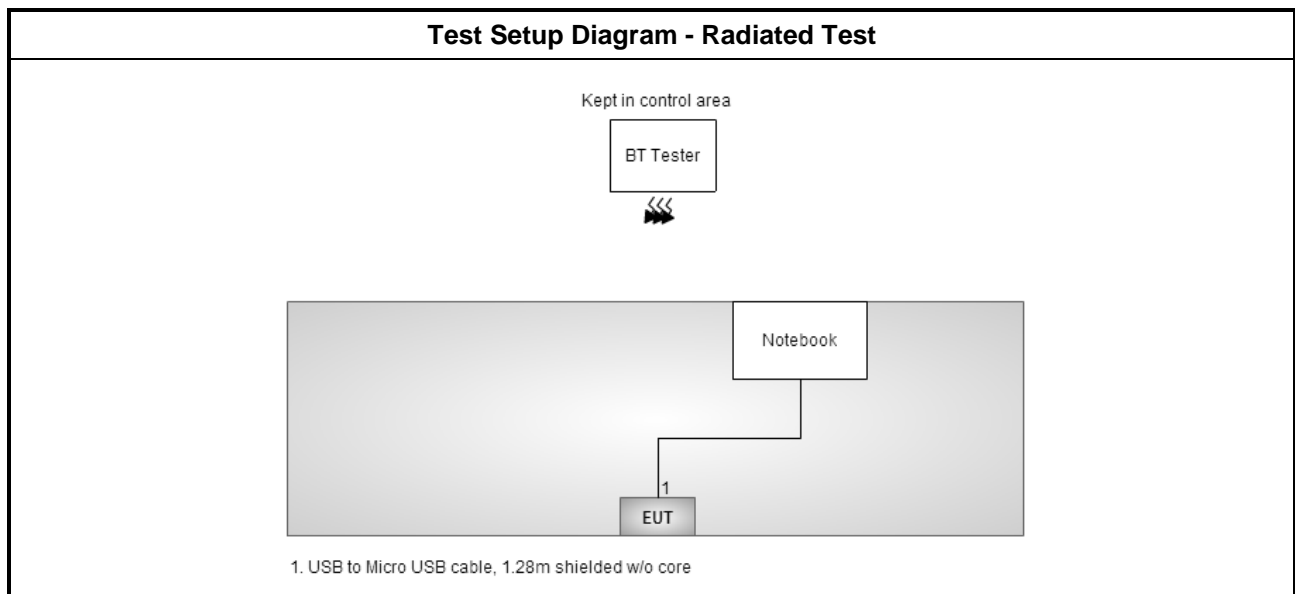 Test Setup Diagram - Radiated Test
Kept in control area
BT Tester
Notebook
1
EUT
1. USB to Micro USB cable, 1.28m shielded w/o core